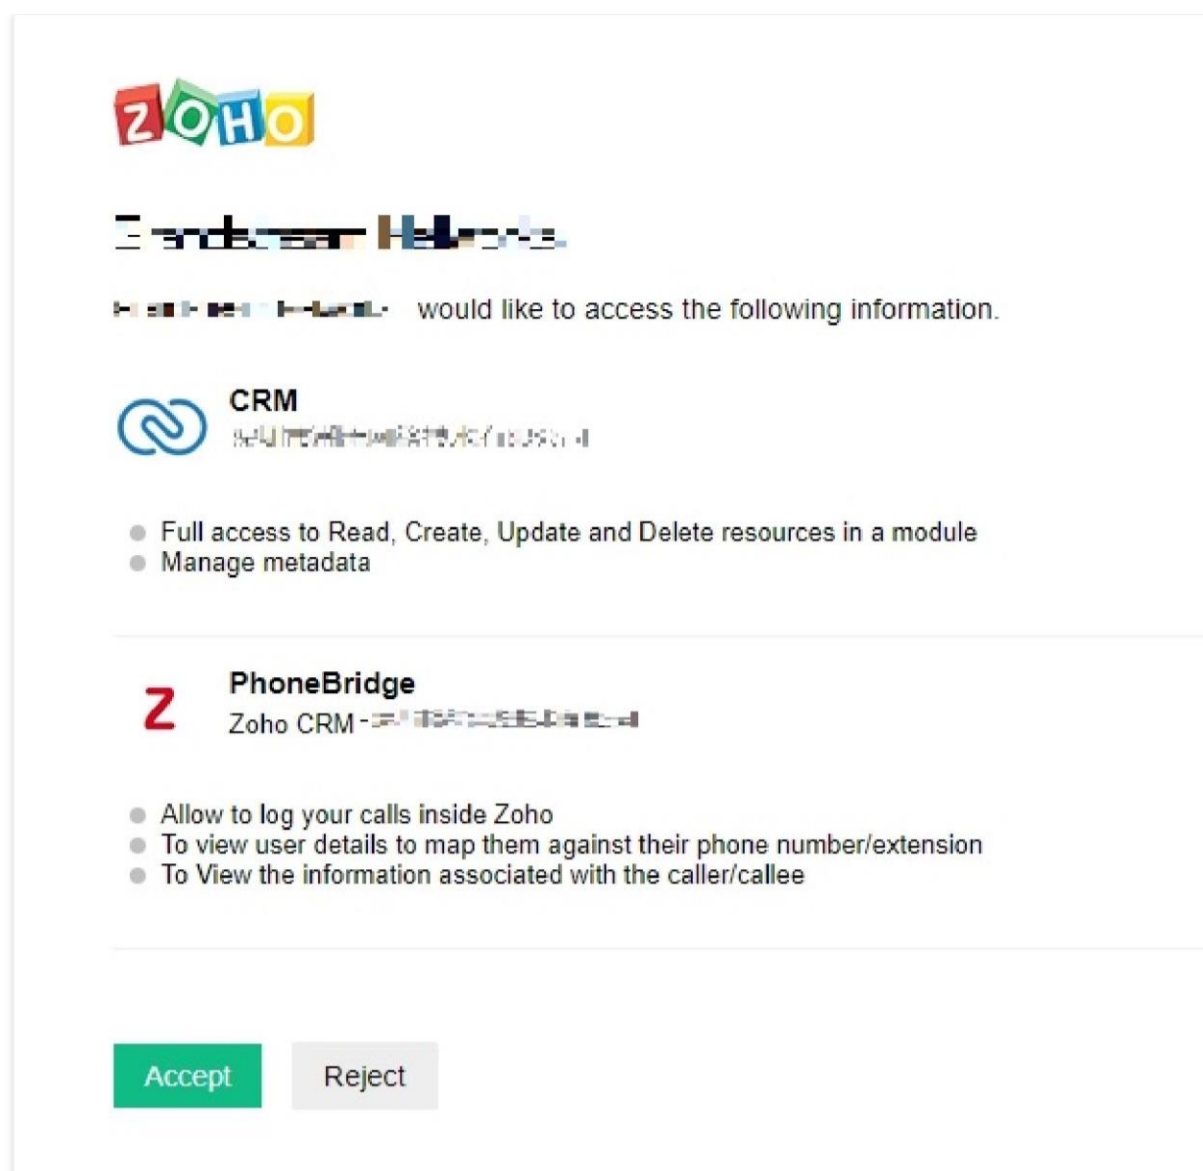 ZOHO
would like to access the following information.
CRM
Full access to Read, Create, Update and Delete resources in a module
Manage metadata
Z
PhoneBridge
Zoho CRM -
Allow to log your calls inside Zoho
To view user details to map them against their phone number/extension
To View the information associated with the caller/callee
Accept
Reject